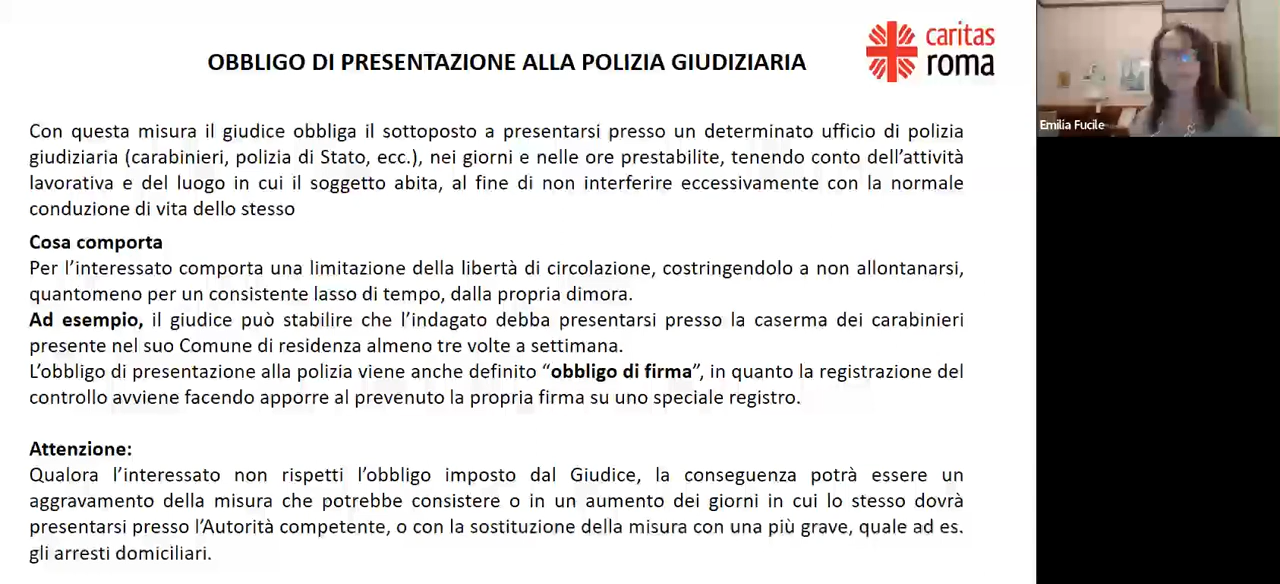 OBBLIGO DI PRESENTAZIONE ALLA POLIZIA GIUDIZIARIA
caritas
roma
Emilia Fucile
Con questa misura il giudice obbliga il sottoposto a presentarsi presso un determinato ufficio di polizia
giudiziaria (carabinieri, polizia di Stato, ecc.), nei giorni e nelle ore prestabilite, tenendo conto dell’attività
lavorativa e del luogo in cui il soggetto abita, al fine di non interferire eccessivamente con la normale
conduzione di vita dello stesso
Cosa comporta
Per l’interessato comporta una limitazione della libertà di circolazione, costringendolo a non allontanarsi,
quantomeno per un consistente lasso di tempo, dalla propria dimora.
Ad esempio, il giudice può stabilire che l’indagato debba presentarsi presso la caserma dei carabinieri
presente nel suo Comune di residenza almeno tre volte a settimana.
L’obbligo di presentazione alla polizia viene anche definito “obbligo di firma”, in quanto la registrazione del
controllo avviene facendo apporre al prevenuto la propria firma su uno speciale registro.
Attenzione:
Qualora l’interessato non rispetti l’obbligo imposto dal Giudice, la conseguenza potrà essere un
aggravamento della misura che potrebbe consistere o in un aumento dei giorni in cui lo stesso dovrà
presentarsi presso l’Autorità competente, o con la sostituzione della misura con una più grave, quale ad es.
gli arresti domiciliari.